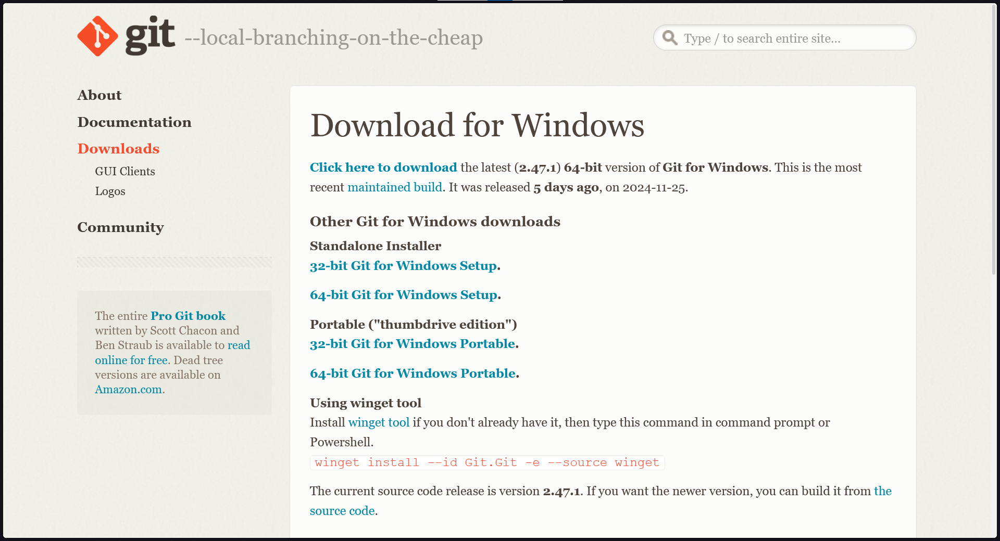 git --local-branching-on-the-cheap
Type / to search entire site...
About
Documentation
Downloads
GUI Clients
Logos
Community
The entire Pro Git book
written by Scott Chacon and
Ben Straub is available to read
online for free. Dead tree
versions are available on
Amazon.com.
Download for Windows
Click here to download the latest (2.47.1) 64-bit version of Git for Windows. This is the most
recent maintained build. It was released 5 days ago, on 2024-11-25.
Other Git for Windows downloads
Standalone Installer
32-bit Git for Windows Setup.
64-bit Git for Windows Setup.
Portable ("thumbdrive edition")
32-bit Git for Windows Portable.
64-bit Git for Windows Portable.
Using winget tool
Install winget tool if you don't already have it, then type this command in command prompt or
Powershell.
winget install --id Git.Git -e --source winget
The current source code release is version 2.47.1. If you want the newer version, you can build it from the
source code.